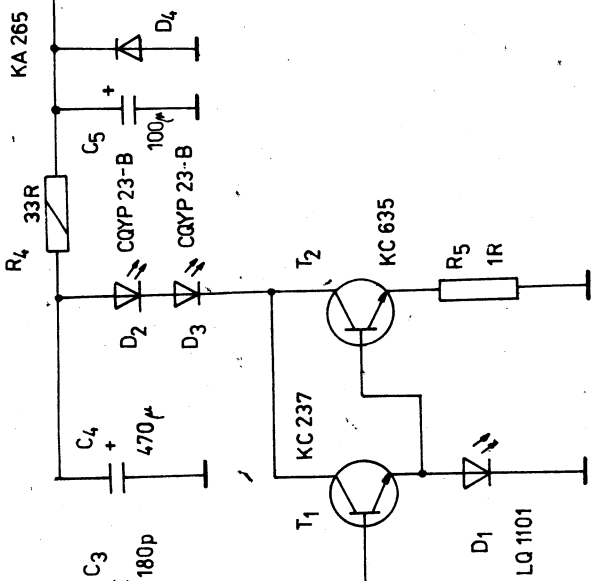 KA 265
D4
+
C5
100µ
R4
33R
CQYP 23-B
CQYP 23-B
D2
D3
T2
KC 635
R5
1R
C4
+
470µ
KC 237
T1
D1
LQ 1101
C3
180p